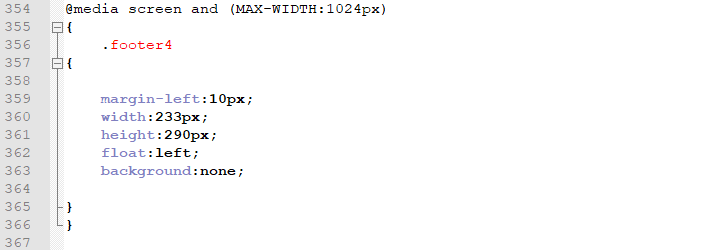 354 @media screen and (MAX-WIDTH:1024px)
355 {
356 .footer4
357 {
358
359 margin-left:10px;
360 width:233px;
361 height:290px;
362 float:left;
363 background:none;
364
365 }
366 }
367